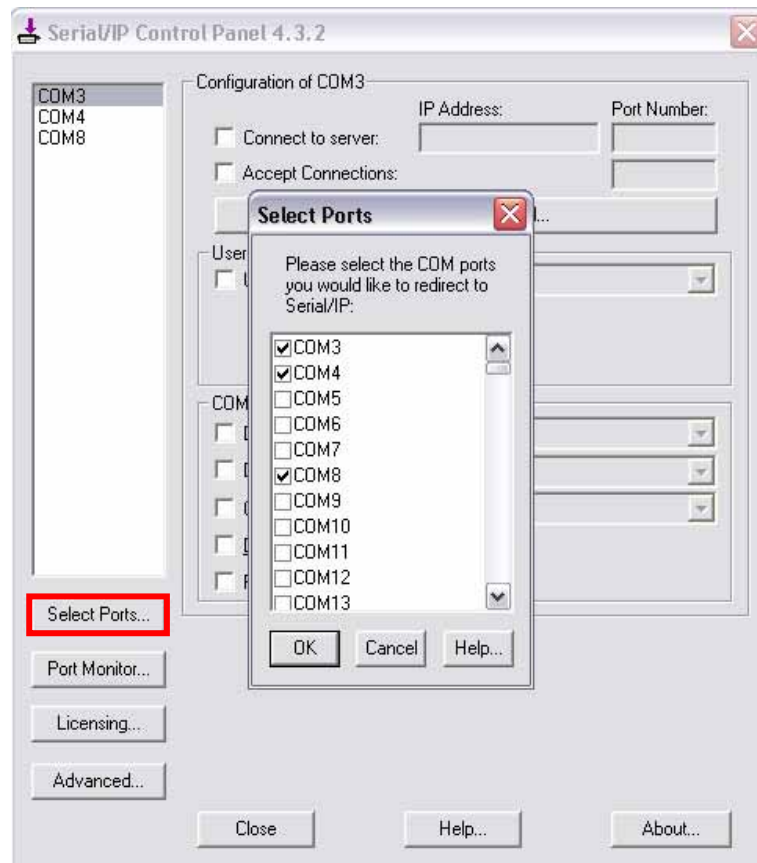 Serial/IP Control Panel 4.3.2
COM3
COM4
COM8
Configuration of COM3
IP Address:
Port Number:
Connect to server:
Accept Connections:
Select Ports
User
Please select the COM ports
you would like to redirect to
Serial/IP:
COM3
COM4
COM5
COM6
COM7
COM8
COM9
COM10
COM11
COM12
COM13
OK
Cancel
Help...
COM
Select Ports...
Port Monitor...
Licensing...
Advanced...
Close
Help...
About...